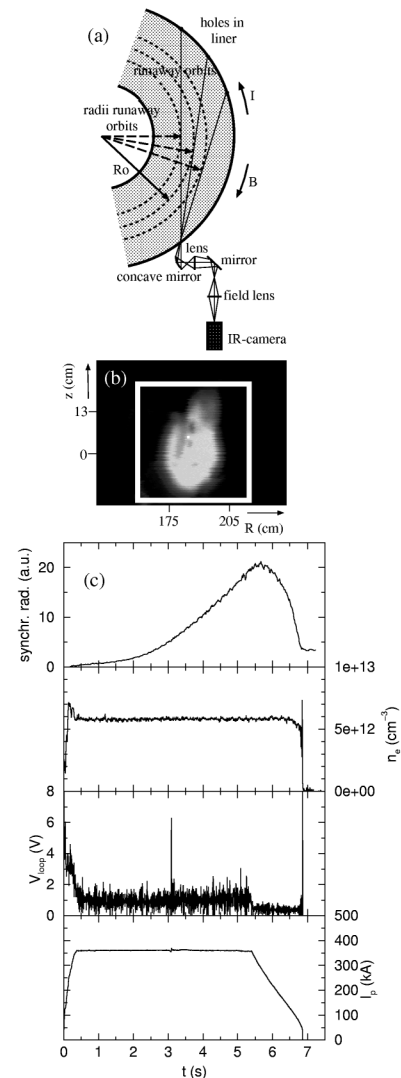 (a)
holes in
liner
runaway orbits
radii runaway
orbits
I
Ro
B
lens
mirror
concave mirror
field lens
IR-camera
(b)
z (cm)
13
0
175
205
R (cm)
(c)
synchr. rad. (a.u.)
20
10
0
1e+13
5e+12
0e+00
nₑ (cm⁻³)
8
6
4
2
0
V_loop (V)
500
400
300
200
100
0
I_p (kA)
0
1
2
3
4
5
6
7
t (s)